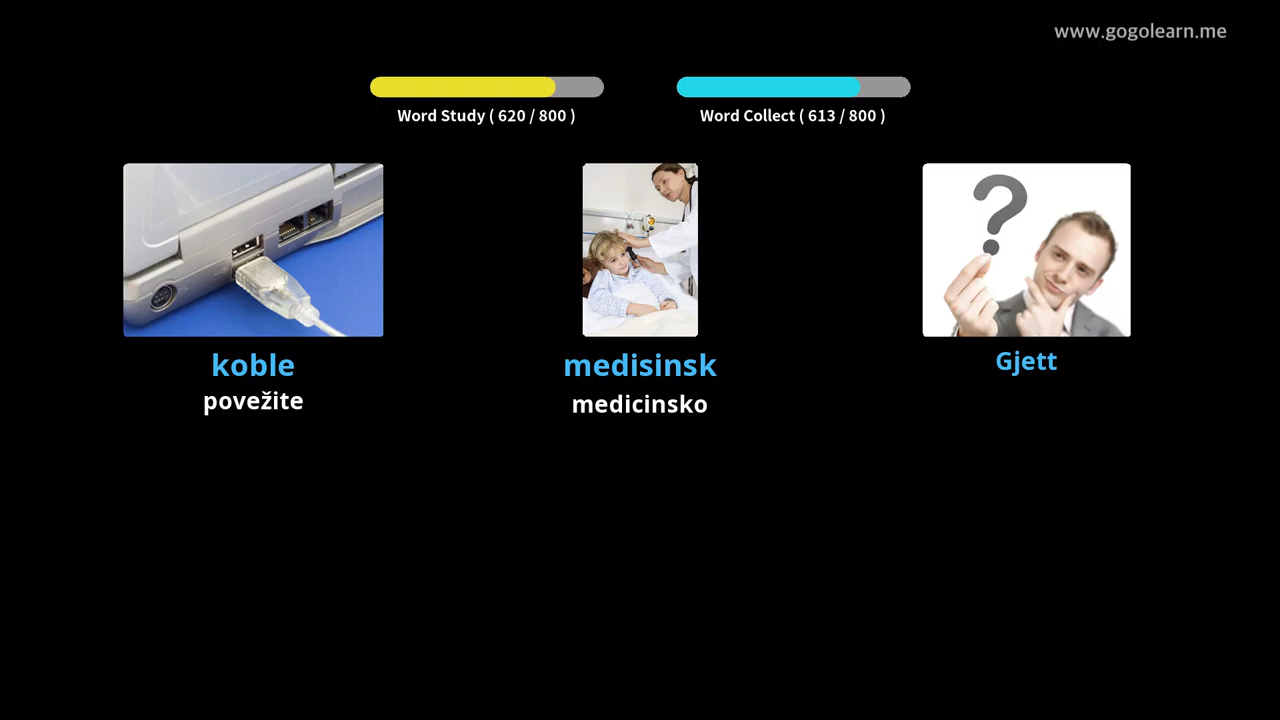 www.gogolearn.me
Word Study ( 620 / 800 )
Word Collect ( 613 / 800 )
koble
medisinsk
Gjett
povežite
medicinsko